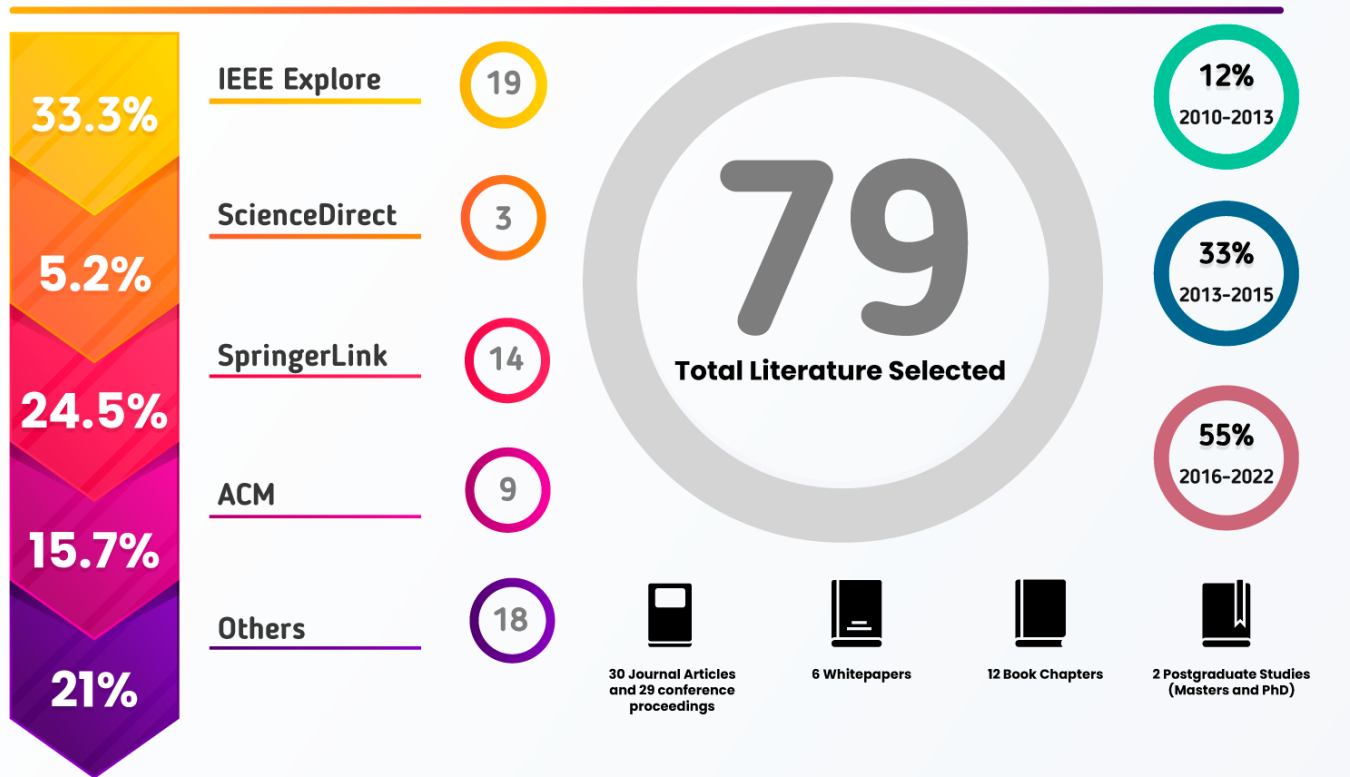 33.3%
IEEE Explore
19
5.2%
ScienceDirect
3
24.5%
SpringerLink
14
15.7%
ACM
9
21%
Others
18
79
Total Literature Selected
12%
2010-2013
33%
2013-2015
55%
2016-2022
30 Journal Articles
and 29 conference
proceedings
6 Whitepapers
12 Book Chapters
2 Postgraduate Studies
(Masters and PhD)